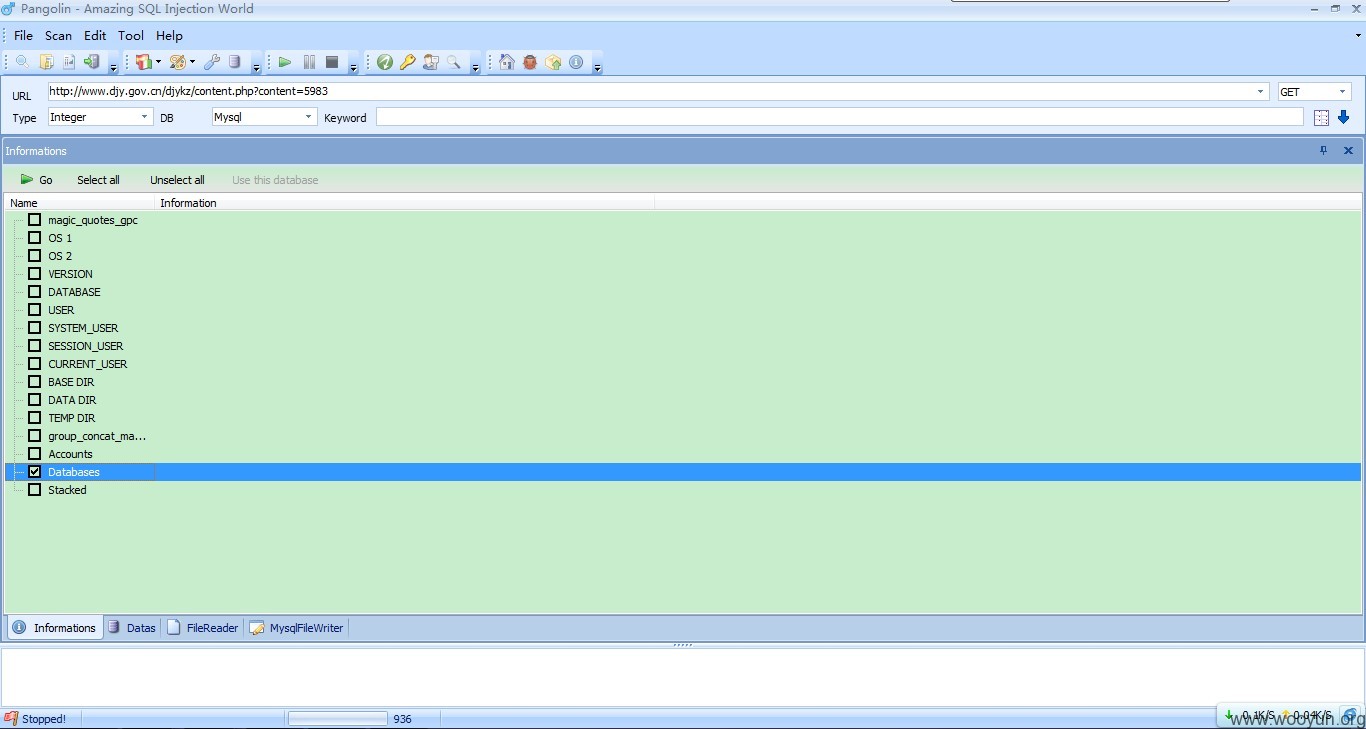 Pangolin - Amazing SQL Injection World
File Scan Edit Tool Help
URL http://www.djy.gov.cn/djykz/content.php?content=5983 GET
Type Integer DB Mysql Keyword
Informations
Go Select all Unselect all Use this database
Name Information
magic_quotes_gpc
OS 1
OS 2
VERSION
DATABASE
USER
SYSTEM_USER
SESSION_USER
CURRENT_USER
BASE DIR
DATA DIR
TEMP DIR
group_concat_ma...
Accounts
Databases
Stacked
Informations Datas FileReader MysqlFileWriter
Stopped! 936 0.1K/S 0.04K/S
www.wooyun.org